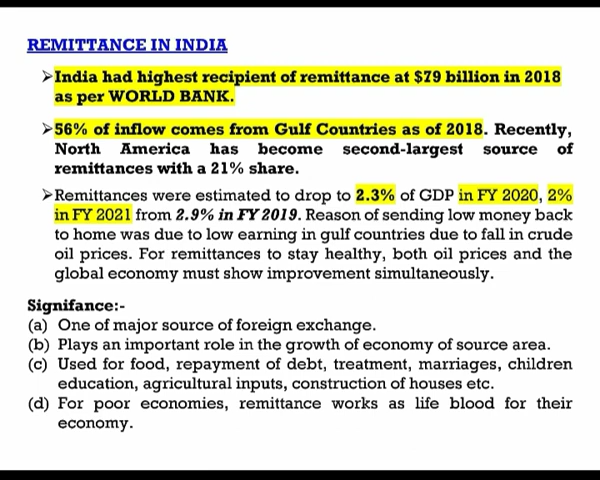 REMITTANCE IN INDIA
➢India had highest recipient of remittance at $79 billion in 2018
as per WORLD BANK.
➢56% of inflow comes from Gulf Countries as of 2018. Recently,
North America has become second-largest source of
remittances with a 21% share.
➢Remittances were estimated to drop to 2.3% of GDP in FY 2020, 2%
in FY 2021 from 2.9% in FY 2019. Reason of sending low money back
to home was due to low earning in gulf countries due to fall in crude
oil prices. For remittances to stay healthy, both oil prices and the
global economy must show improvement simultaneously.
Signifance:-
(a) One of major source of foreign exchange.
(b) Plays an important role in the growth of economy of source area.
(c) Used for food, repayment of debt, treatment, marriages, children
education, agricultural inputs, construction of houses etc.
(d) For poor economies, remittance works as life blood for their
economy.